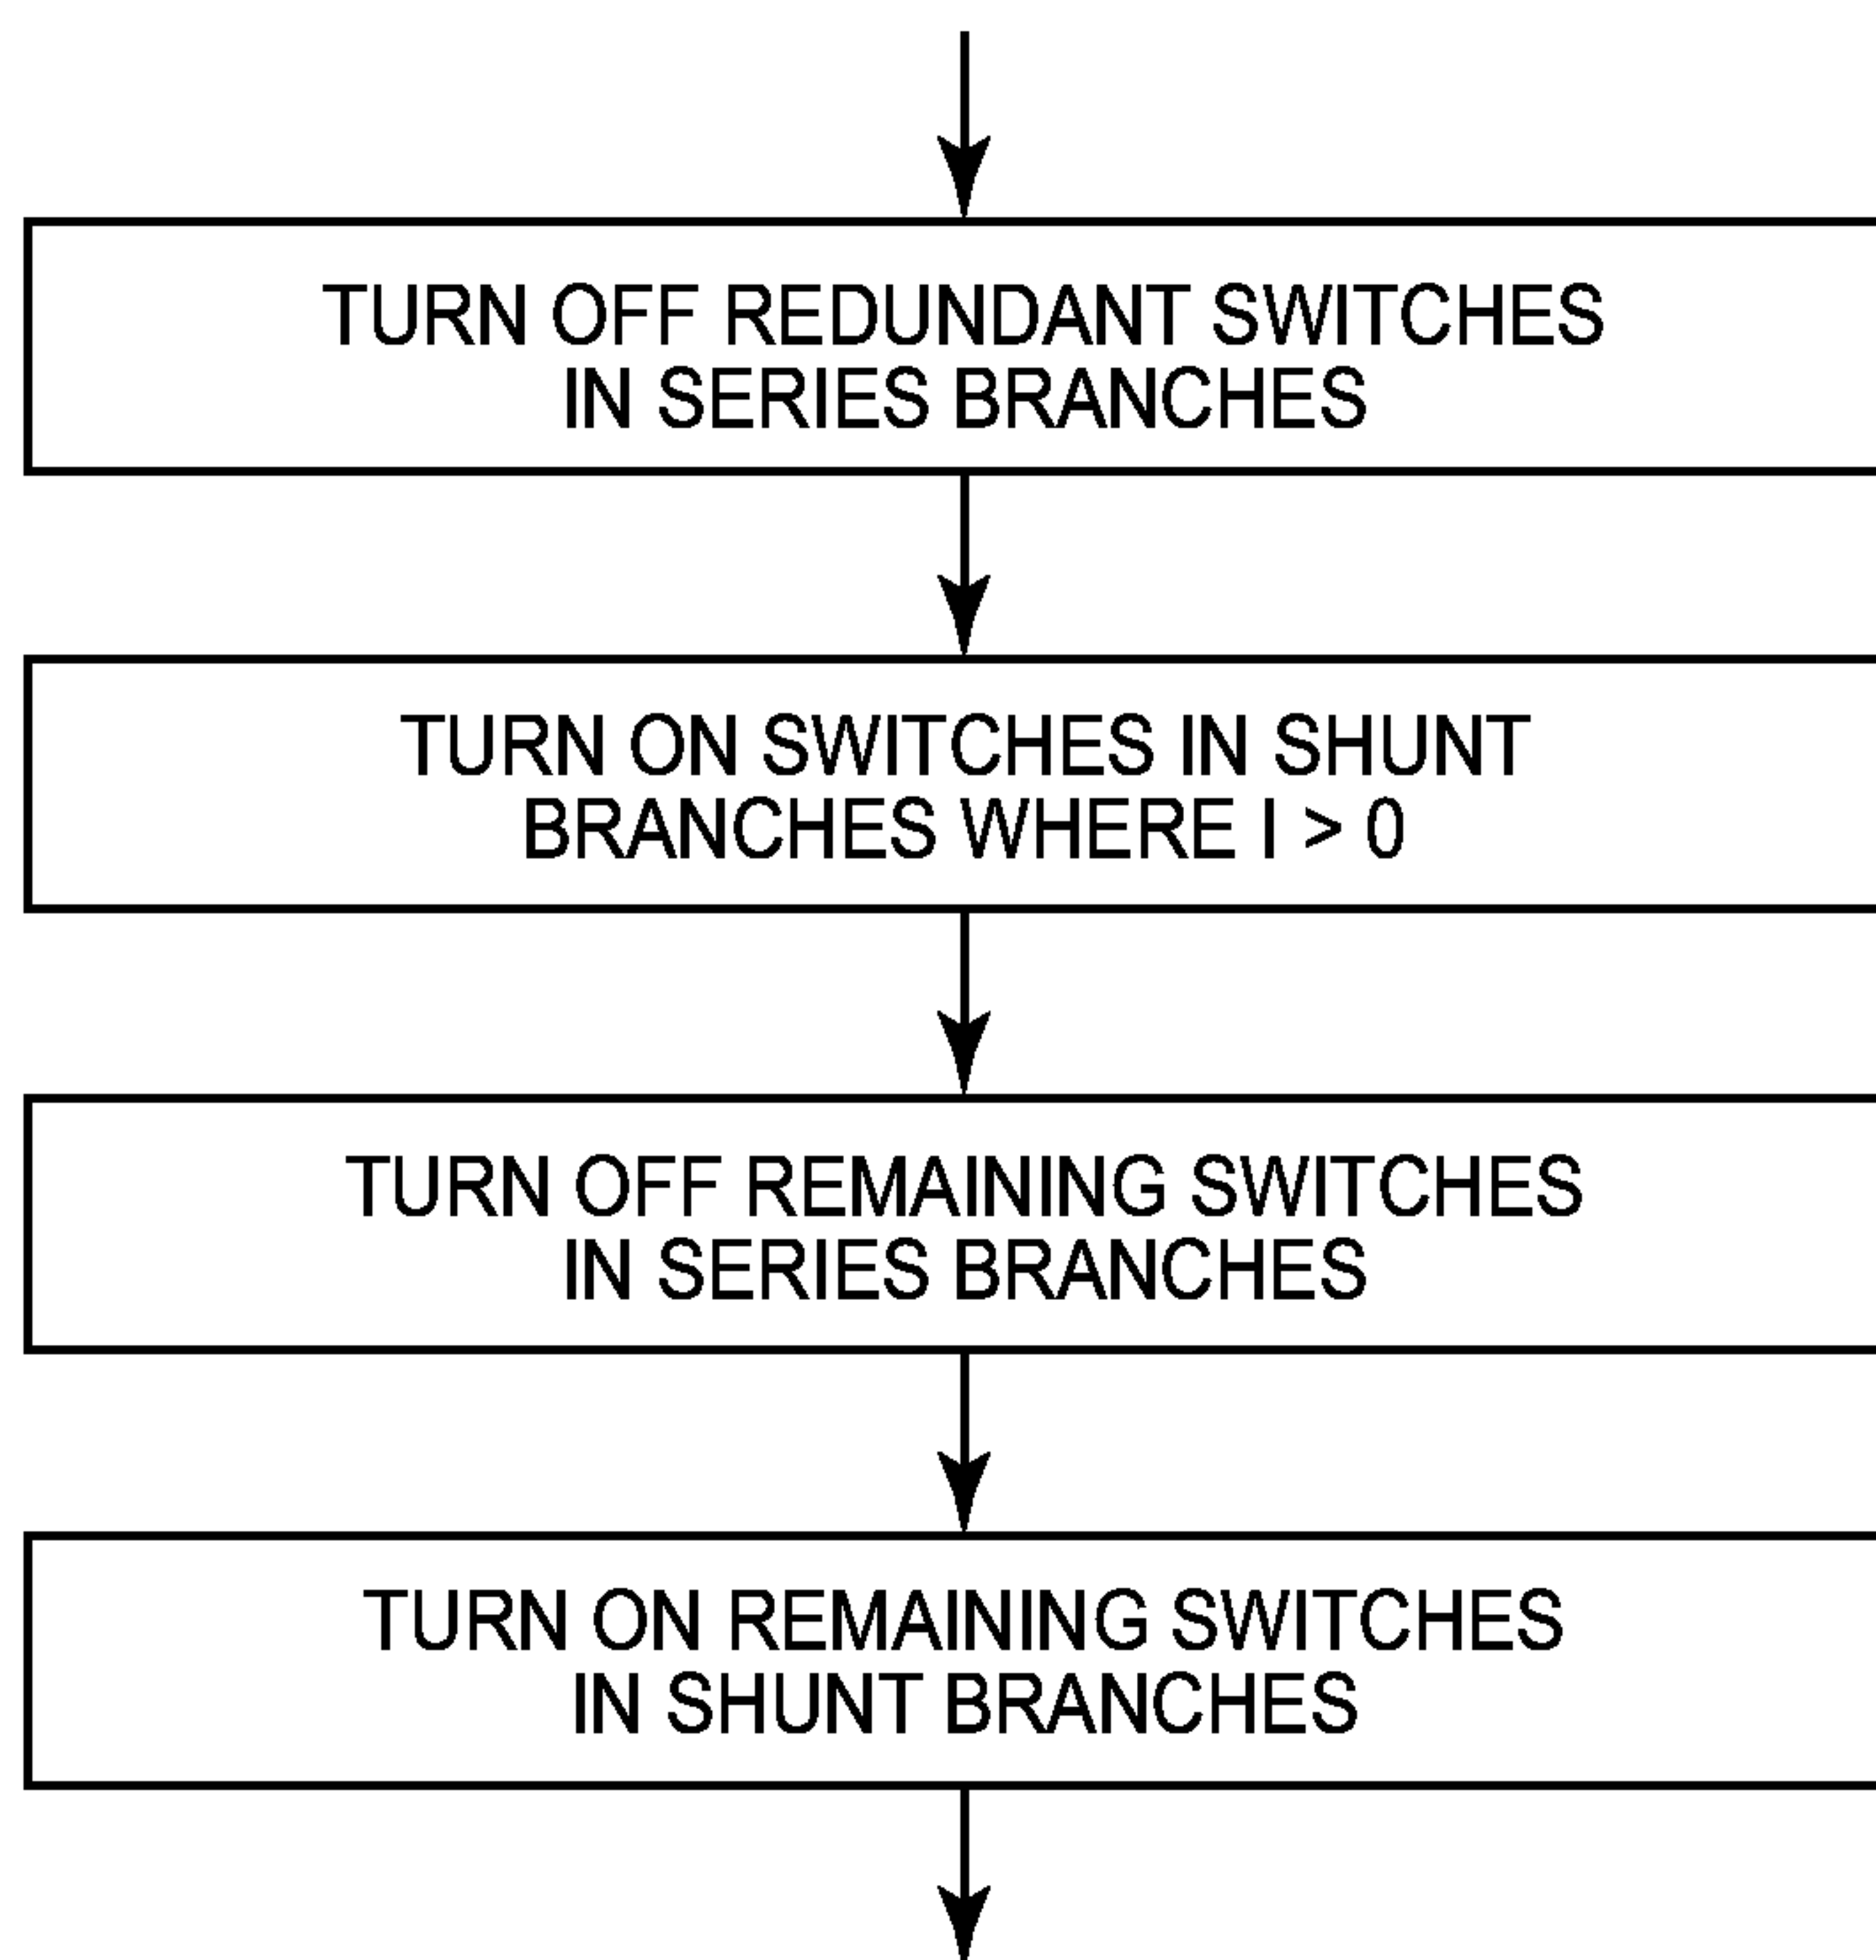 TURN OFF REDUNDANT SWITCHES
IN SERIES BRANCHES
TURN ON SWITCHES IN SHUNT
BRANCHES WHERE I > 0
TURN OFF REMAINING SWITCHES
IN SERIES BRANCHES
TURN ON REMAINING SWITCHES
IN SHUNT BRANCHES